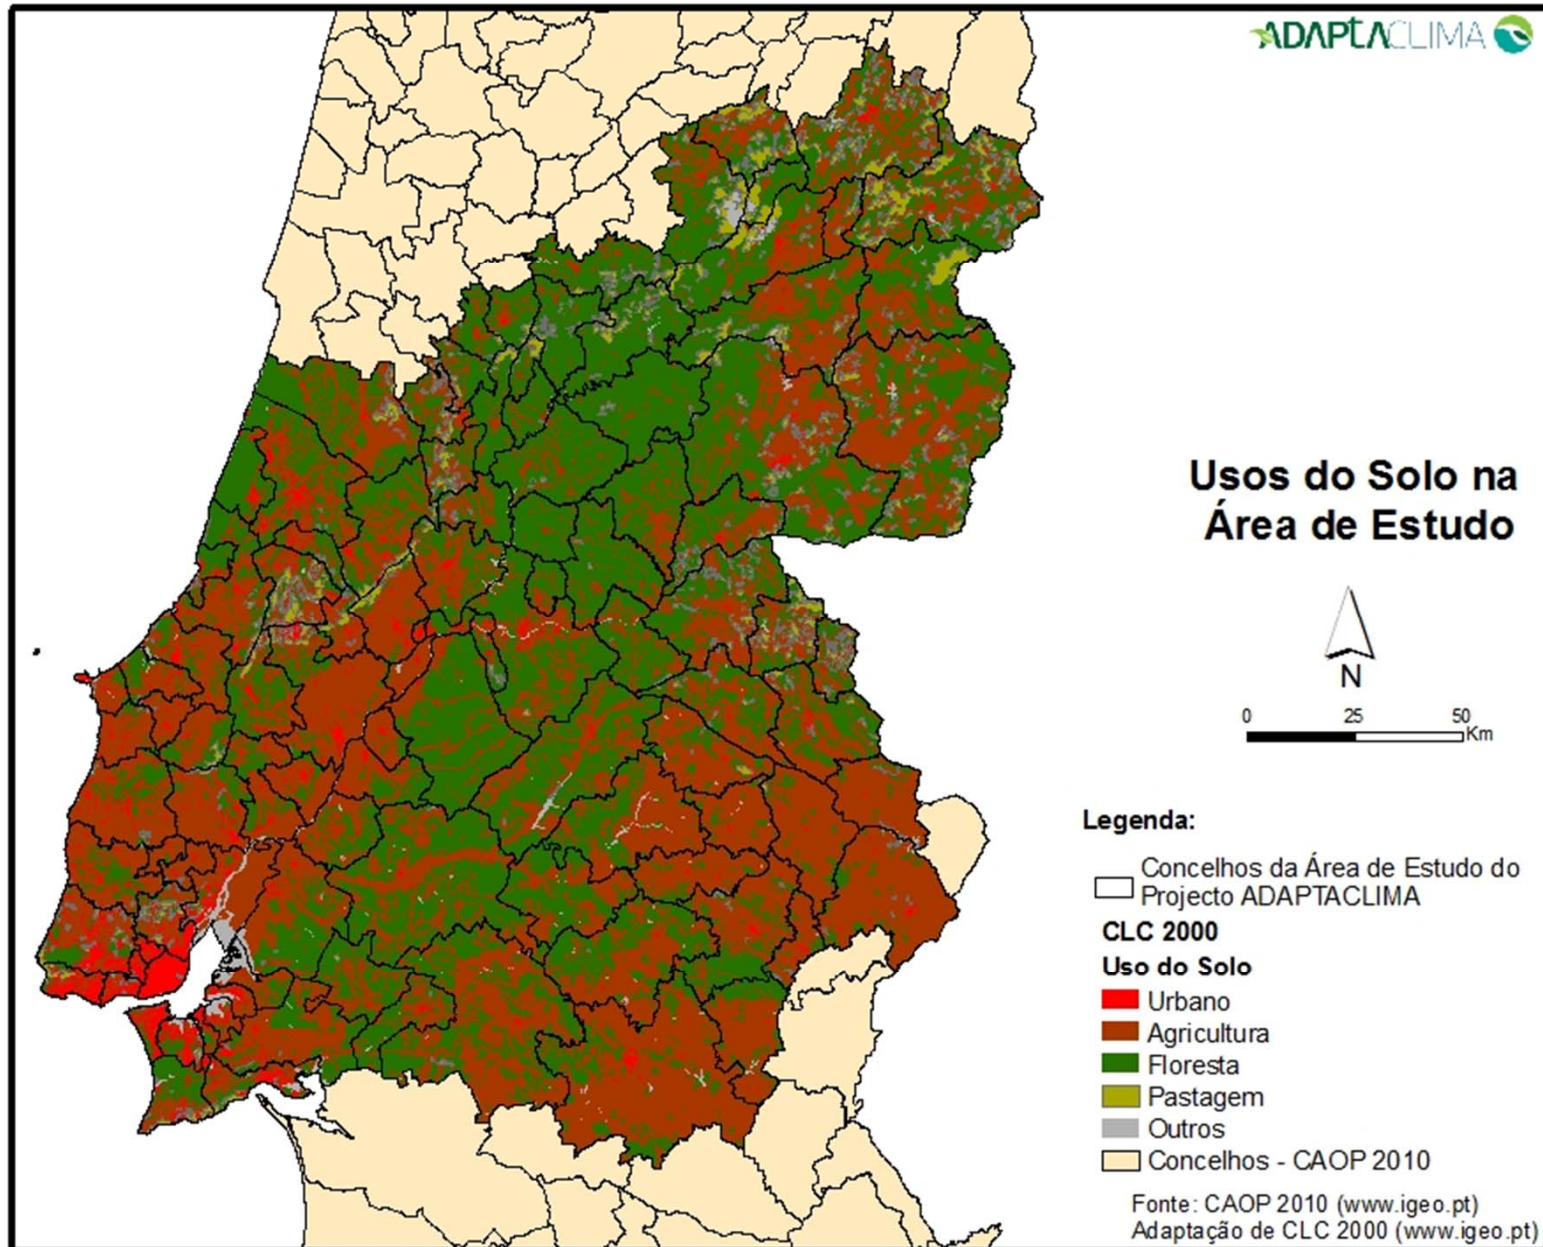 ADAPTACLIMA
Usos do Solo na
Área de Estudo
N
0 25 50
Km
Legenda:
Concelhos da Área de Estudo do
Projecto ADAPTACLIMA
CLC 2000
Uso do Solo
Urbano
Agricultura
Floresta
Pastagem
Outros
Concelhos - CAOP 2010
Fonte: CAOP 2010 (www.igeo.pt)
Adaptação de CLC 2000 (www.igeo.pt)